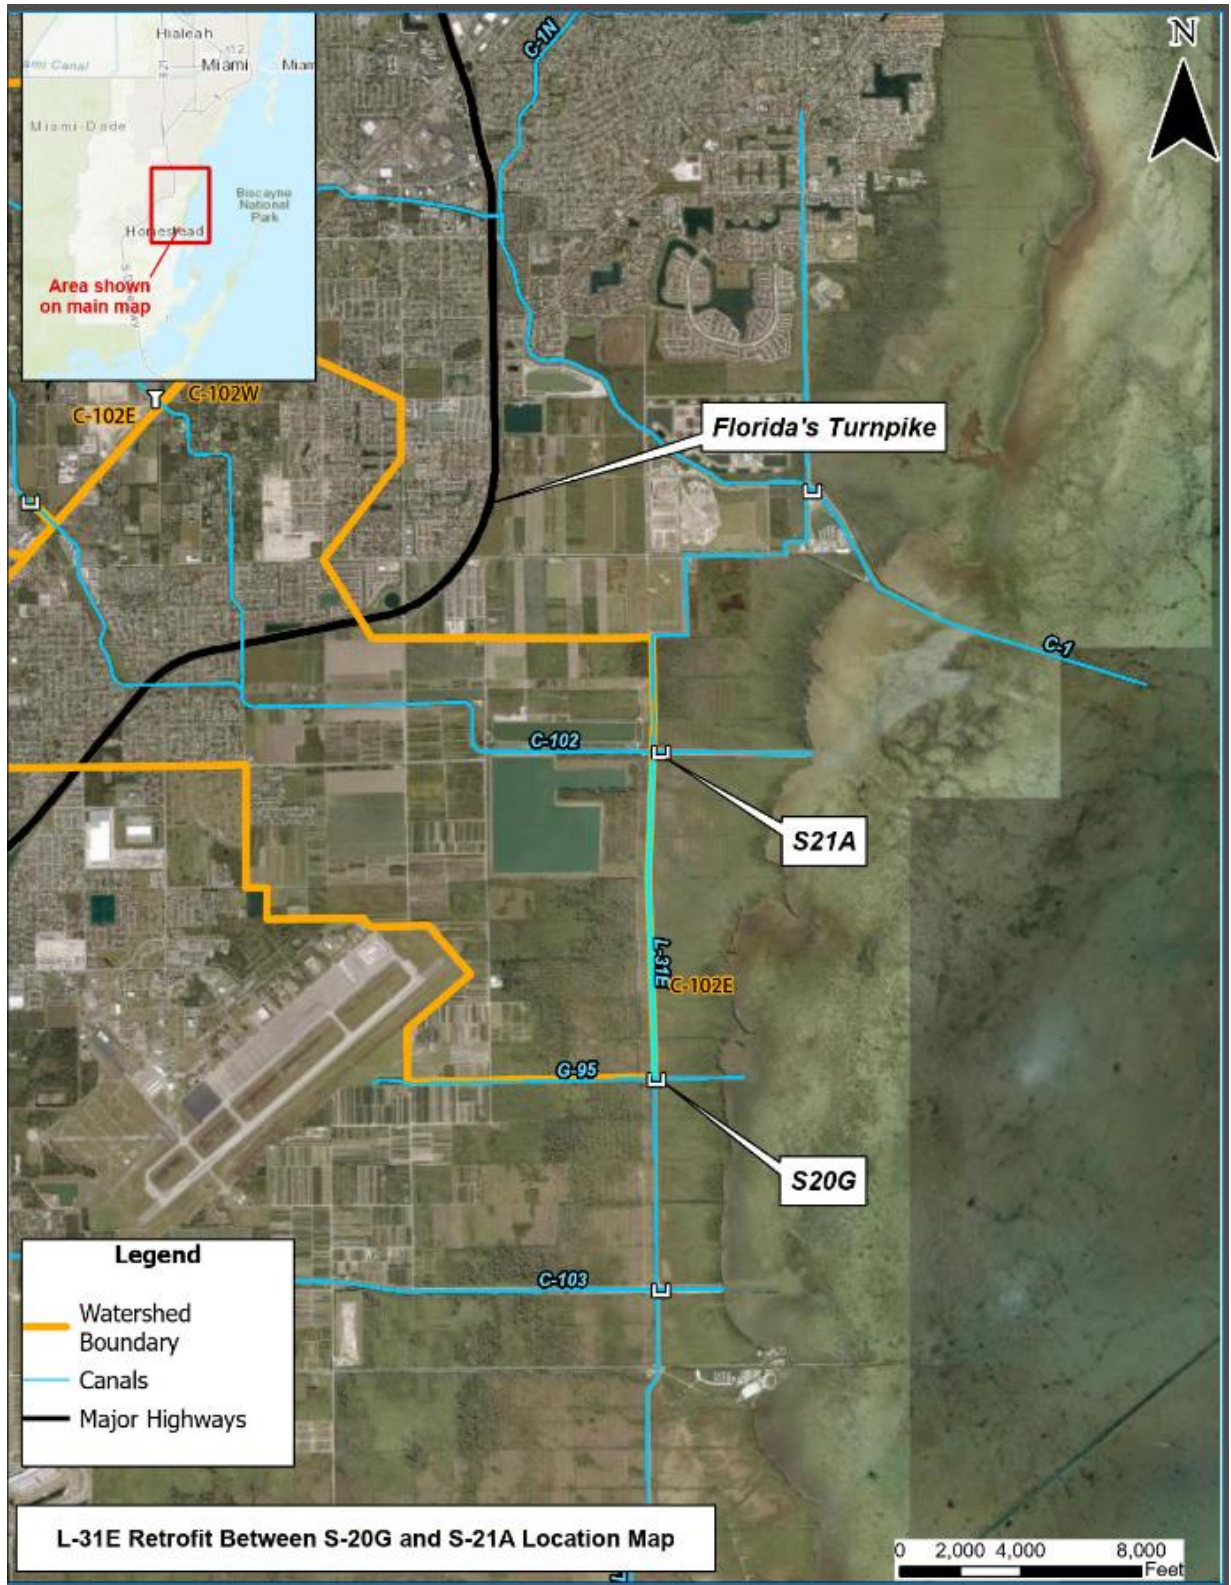 Hialeah
Miami
Miami-Dade
Biscayne
National
Park
Homestead
Area shown
on main map
C-1N
N
C-102W
C-102E
Florida's Turnpike
C-1
C-102
S21A
L-31E
C-102E
G-95
S20G
C-103
Legend
Watershed
Boundary
Canals
Major Highways
L-31E Retrofit Between S-20G and S-21A Location Map
0 2,000 4,000 8,000
Feet